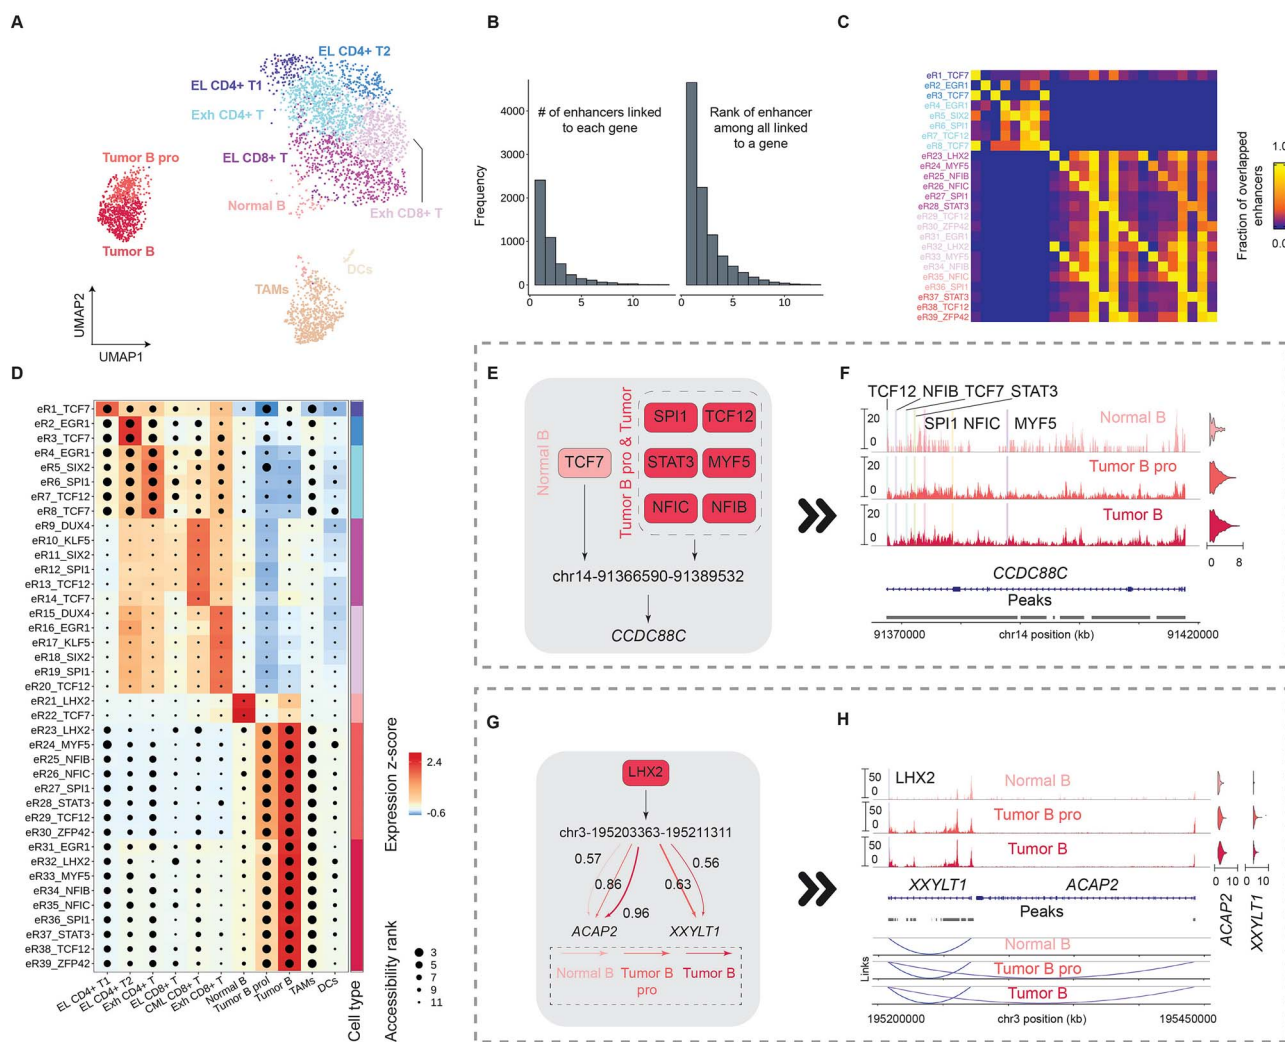 A
EL CD4+ T2
EL CD4+ T1
Exh CD4+ T
EL CD8+ T
Normal B
Exh CD8+ T
Tumor B pro
Tumor B
DCs
TAMs
UMAP2
UMAP1
B
# of enhancers linked
to each gene
Rank of enhancer
among all linked
to a gene
Frequency
4000
3000
2000
1000
0
0
5
10
0
5
10
C
eR1_TCF7
eR2_EGR1
eR3_TCF7
eR4_EGR1
eR5_SIX2
eR6_SPI1
eR7_TCF12
eR8_TCF7
eR23_LHX2
eR24_MYF5
eR25_NFIB
eR26_NFIC
eR27_SPI1
eR28_STAT3
eR29_TCF12
eR30_ZFP42
eR31_EGR1
eR32_LHX2
eR33_MYF5
eR34_NFIB
eR35_NFIC
eR36_SPI1
eR37_STAT3
eR38_TCF12
eR39_ZFP42
Fraction of overlapped
enhancers
1.0
0.0
D
eR1_TCF7
eR2_EGR1
eR3_TCF7
eR4_EGR1
eR5_SIX2
eR6_SPI1
eR7_TCF12
eR8_TCF7
eR9_DUX4
eR10_KLF5
eR11_SIX2
eR12_SPI1
eR13_TCF12
eR14_TCF7
eR15_DUX4
eR16_EGR1
eR17_KLF5
eR18_SIX2
eR19_SPI1
eR20_TCF12
eR21_LHX2
eR22_TCF7
eR23_LHX2
eR24_MYF5
eR25_NFIB
eR26_NFIC
eR27_SPI1
eR28_STAT3
eR29_TCF12
eR30_ZFP42
eR31_EGR1
eR32_LHX2
eR33_MYF5
eR34_NFIB
eR35_NFIC
eR36_SPI1
eR37_STAT3
eR38_TCF12
eR39_ZFP42
EL CD4+ T1
EL CD4+ T2
Exh CD4+ T
EL CD8+ T
CML CD8+ T
Exh CD8+ T
Normal B
Tumor B pro
Tumor B
TAMs
DCs
Cell type
Expression z-score
2.4
-0.6
Accessibility rank
3
5
7
9
11
E
Normal B
TCF7
Tumor B pro & Tumor
SPI1
TCF12
STAT3
MYF5
NFIC
NFIB
chr14-91366590-91389532
CCDC88C
F
TCF12 NFIB TCF7 STAT3
SPI1 NFIC MYF5
20
0
Normal B
20
0
Tumor B pro
20
0
Tumor B
0
8
CCDC88C
Peaks
91370000
chr14 position (kb)
91420000
G
LHX2
chr3-195203363-195211311
0.57
0.86
0.96
0.63
0.56
ACAP2
XXYLT1
Normal B
Tumor B
pro
Tumor B
H
LHX2
50
0
Normal B
50
0
Tumor B pro
50
0
Tumor B
0 10
0 10
ACAP2
XXYLT1
XXYLT1
ACAP2
Peaks
Links
Normal B
Tumor B pro
Tumor B
195200000
chr3 position (kb)
195450000